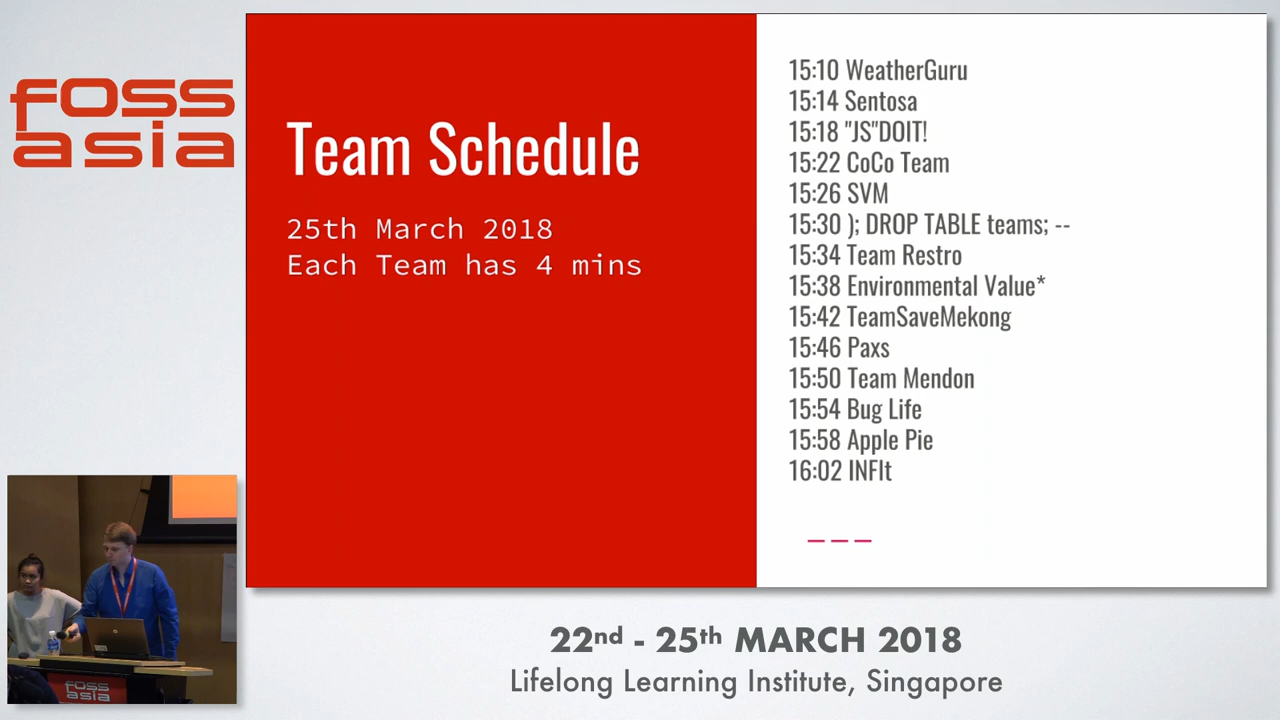 foss
asia
Team Schedule
25th March 2018
Each Team has 4 mins
15:10 WeatherGuru
15:14 Sentosa
15:18 "JS"DOIT!
15:22 CoCo Team
15:26 SVM
15:30 ); DROP TABLE teams; --
15:34 Team Restro
15:38 Environmental Value*
15:42 TeamSaveMekong
15:46 Paxs
15:50 Team Mendon
15:54 Bug Life
15:58 Apple Pie
16:02 INFIt
foss
asia
22nd - 25th MARCH 2018
Lifelong Learning Institute, Singapore